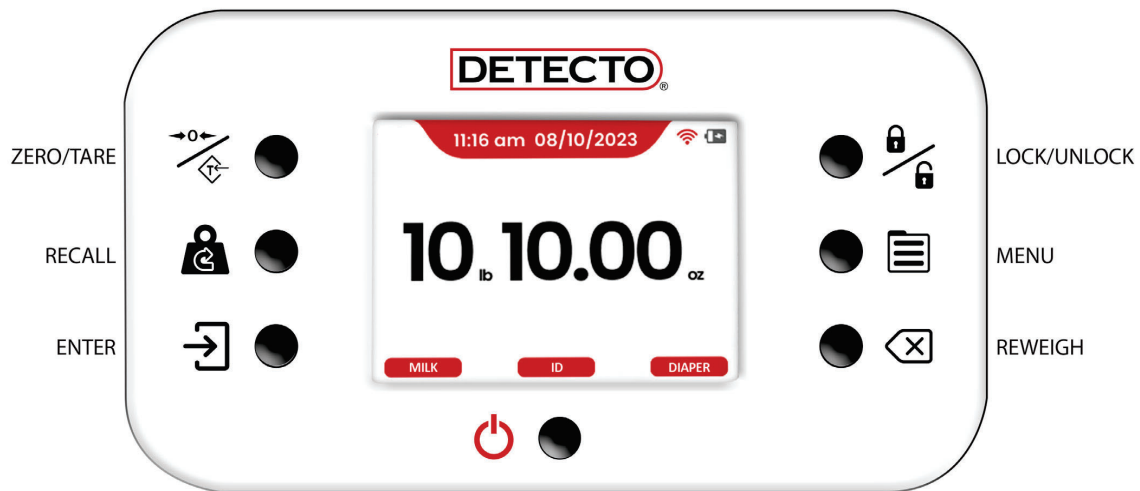 DETECTO®
11:16 am 08/10/2023
ZERO/TARE
→0←
T
LOCK/UNLOCK
10 lb 10.00 oz
RECALL
MENU
ENTER
REWEIGH
MILK
ID
DIAPER